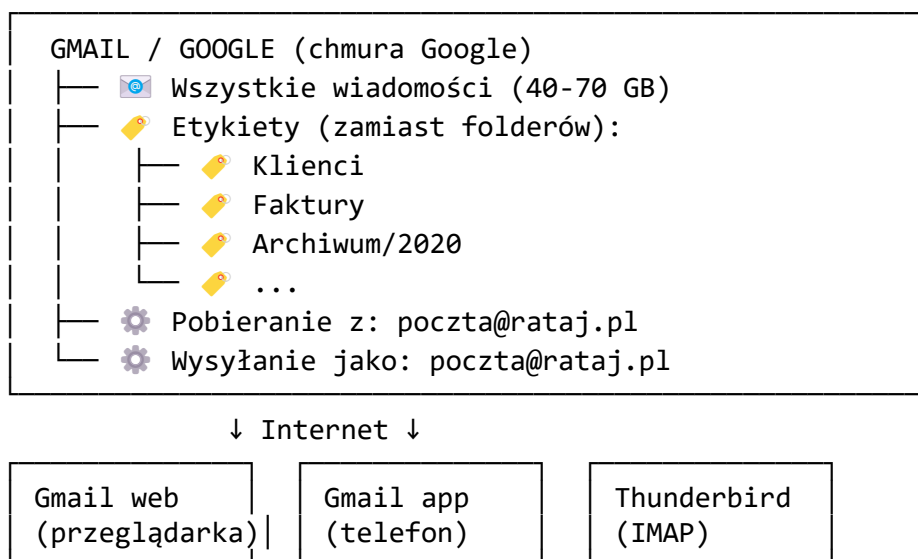 GMAIL / GOOGLE (chmura Google)
Wszystkie wiadomości (40-70 GB)
Etykiety (zamiast folderów):
Klienci
Faktury
Archiwum/2020
...
Pobieranie z: poczta@rataj.pl
Wysyłanie jako: poczta@rataj.pl
↓ Internet ↓
Gmail web
(przeglądarka)
Gmail app
(telefon)
Thunderbird
(IMAP)